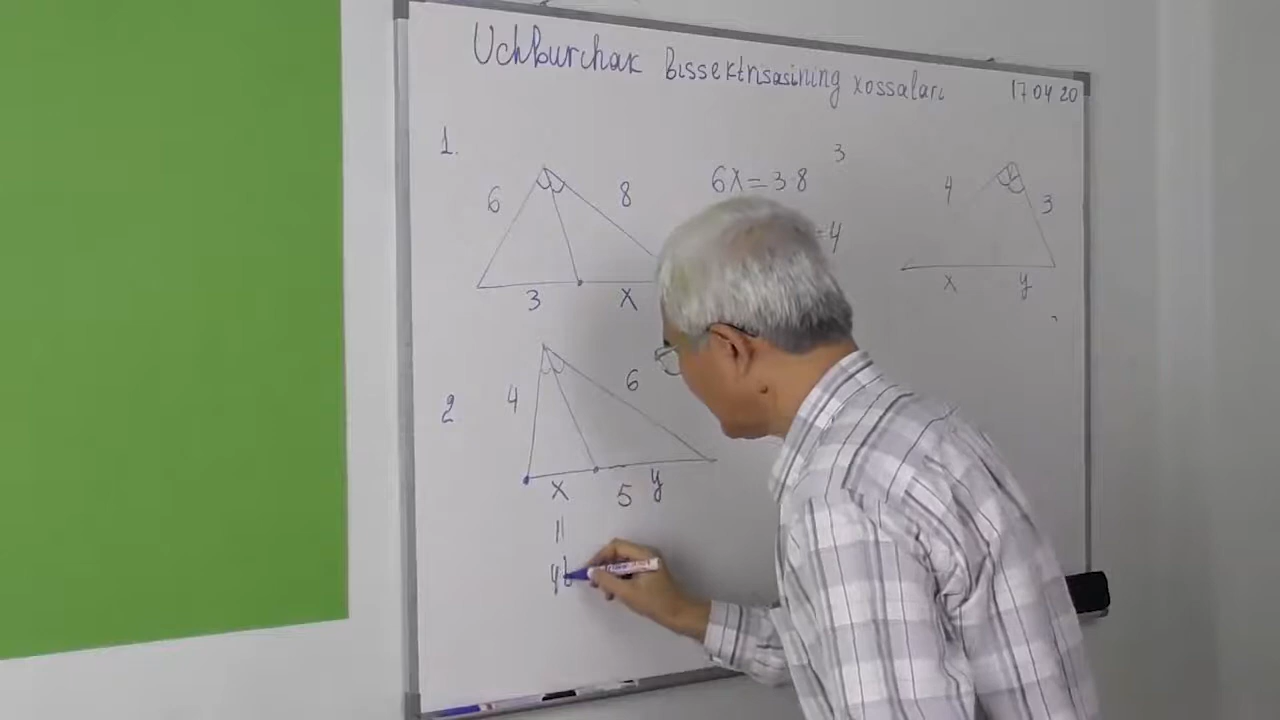 Uchburchak Bissektrisasining xossalari 17 04 20
1.
6 8
3 x
6x=3·8
3
=4
4 3
x y
2
4 6
x 5 y
||
4k